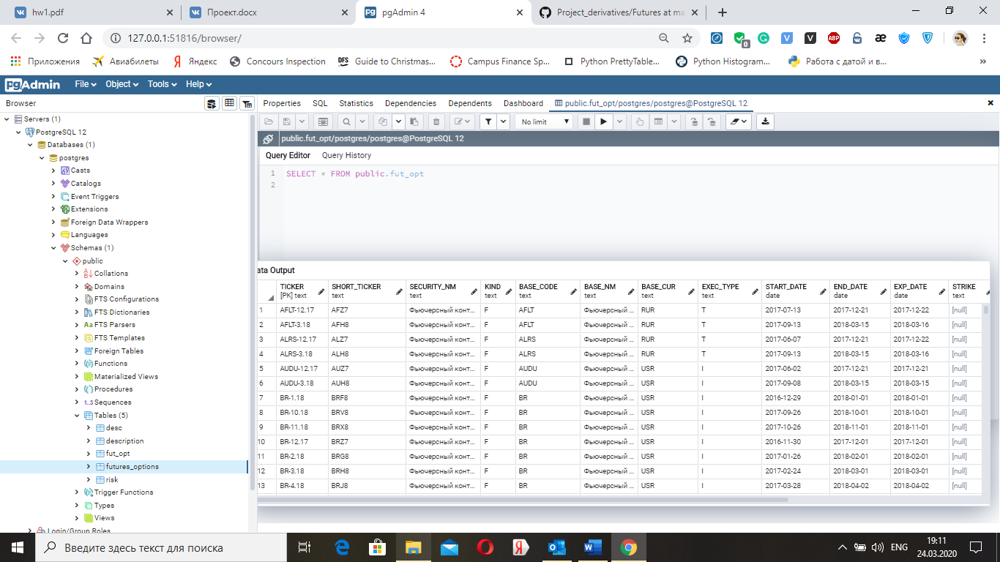 hw1.pdf
Проект.docx
pgAdmin 4
Project_derivatives/Futures at ma
127.0.0.1:51816/browser/
0
ABP
Приложения
Авиабилеты
Яндекс
Concours Inspection
DFS Guide to Christmas...
Campus Finance Sp...
Python PrettyTable...
Python Histogram...
Работа с датой и в...
»
pgAdmin File Object Tools Help
Browser
Properties SQL Statistics Dependencies Dependents Dashboard public.fut_opt/postgres/postgres@PostgreSQL 12
No limit
public.fut_opt/postgres/postgres@PostgreSQL 12
Query Editor Query History
1 SELECT * FROM public.fut_opt
2
Servers (1)
PostgreSQL 12
Databases (1)
postgres
Casts
Catalogs
Event Triggers
Extensions
Foreign Data Wrappers
Languages
Schemas (1)
public
Collations
Domains
FTS Configurations
FTS Dictionaries
FTS Parsers
FTS Templates
Foreign Tables
Functions
Materialized Views
Procedures
1..3 Sequences
Tables (5)
desc
description
fut_opt
futures_options
risk
Trigger Functions
Types
Views
Login/Group Roles
ata Output
TICKER SHORT_TICKER SECURITY_NM KIND BASE_CODE BASE_NM BASE_CUR EXEC_TYPE START_DATE END_DATE EXP_DATE STRIKE
[PK] text text text text text text text text date date date text
1 AFLT-12.17 AFZ7 Фьючерсный конт... F AFLT Фьючерсный ... RUR T 2017-07-13 2017-12-21 2017-12-22 [null]
2 AFLT-3.18 AFH8 Фьючерсный конт... F AFLT Фьючерсный ... RUR T 2017-09-13 2018-03-15 2018-03-16 [null]
3 ALRS-12.17 ALZ7 Фьючерсный конт... F ALRS Фьючерсный ... RUR T 2017-06-07 2017-12-21 2017-12-22 [null]
4 ALRS-3.18 ALH8 Фьючерсный конт... F ALRS Фьючерсный ... RUR T 2017-09-13 2018-03-15 2018-03-16 [null]
5 AUDU-12.17 AUZ7 Фьючерсный конт... F AUDU Фьючерсный ... USR I 2017-06-02 2017-12-21 2017-12-21 [null]
6 AUDU-3.18 AUH8 Фьючерсный конт... F AUDU Фьючерсный ... USR I 2017-09-08 2018-03-15 2018-03-15 [null]
7 BR-1.18 BRF8 Фьючерсный конт... F BR Фьючерсный ... USR I 2016-12-29 2018-01-01 2018-01-01 [null]
8 BR-10.18 BRV8 Фьючерсный конт... F BR Фьючерсный ... USR I 2017-09-26 2018-10-01 2018-10-01 [null]
9 BR-11.18 BRX8 Фьючерсный конт... F BR Фьючерсный ... USR I 2017-10-26 2018-11-01 2018-11-01 [null]
10 BR-12.17 BRZ7 Фьючерсный конт... F BR Фьючерсный ... USR I 2016-11-30 2017-12-01 2017-12-01 [null]
11 BR-2.18 BRG8 Фьючерсный конт... F BR Фьючерсный ... USR I 2017-01-26 2018-02-01 2018-02-01 [null]
12 BR-3.18 BRH8 Фьючерсный конт... F BR Фьючерсный ... USR I 2017-02-24 2018-03-01 2018-03-01 [null]
13 BR-4.18 BRJ8 Фьючерсный конт... F BR Фьючерсный ... USR I 2017-03-28 2018-04-02 2018-04-02 [null]
Введите здесь текст для поиска
ENG
19:11
24.03.2020